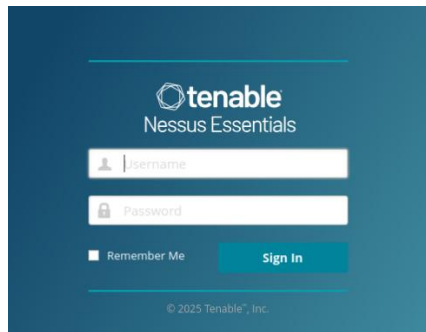 tenable
Nessus Essentials
Username
Password
Remember Me
Sign In
© 2025 Tenable™, Inc.